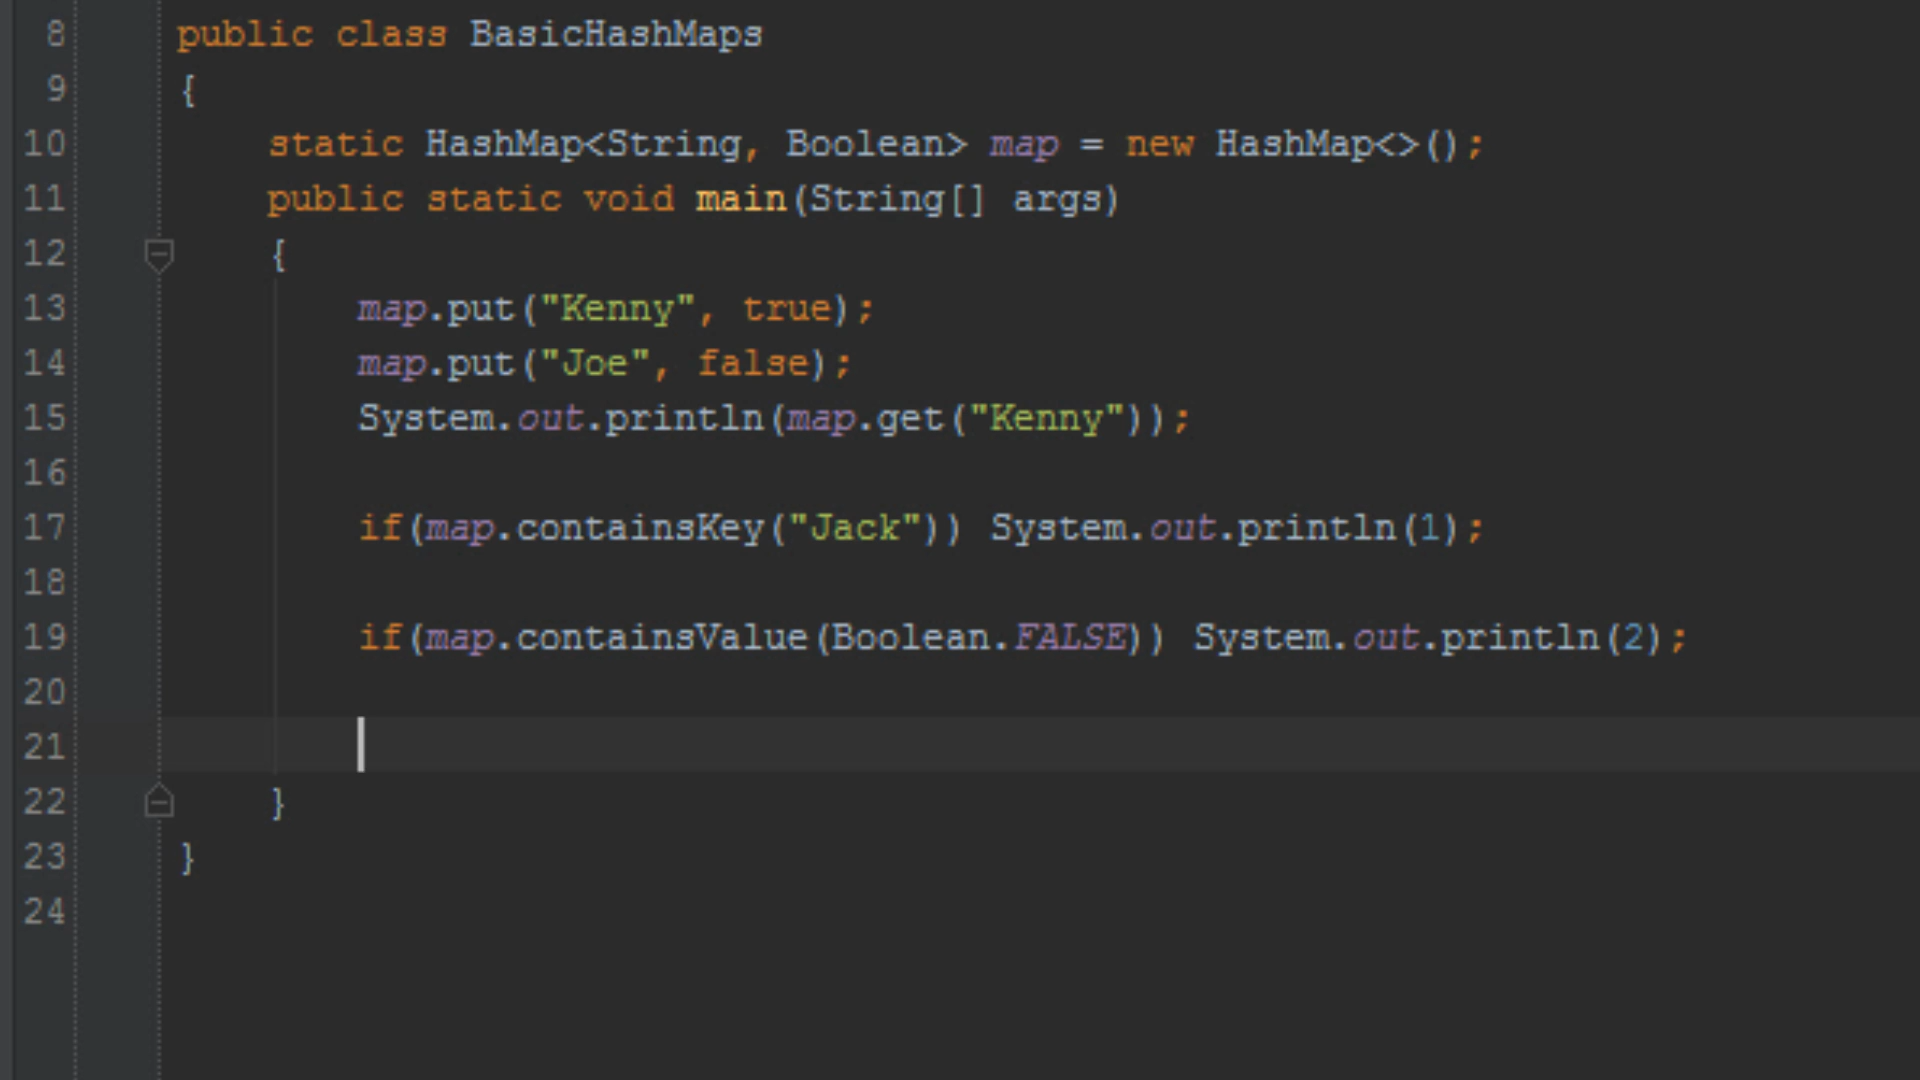 8 public class BasicHashMaps
9 {
10 static HashMap<String, Boolean> map = new HashMap<>();
11 public static void main(String[] args)
12 {
13 map.put("Kenny", true);
14 map.put("Joe", false);
15 System.out.println(map.get("Kenny"));
16
17 if(map.containsKey("Jack")) System.out.println(1);
18
19 if(map.containsValue(Boolean.FALSE)) System.out.println(2);
20
21
22 }
23 }
24